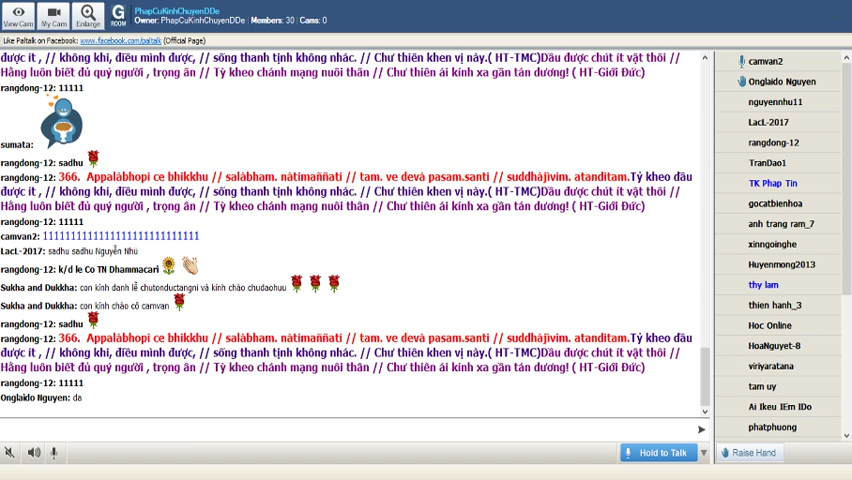 View Cam
My Cam
Enlarge
G
ROOM
PhapCuKinhChuyenDDe
Owner: PhapCuKinhChuyenDDe | Members: 30 | Cams: 0
Like Paltalk on Facebook: www.facebook.com/paltalk (Official Page)
được ít , // không khi, điều mình được, // sống thanh tịnh không nhác. // Chư thiên khen vị này.( HT-TMC)Dầu được chút ít vật thôi //
Hằng luôn biết đủ quý người , trọng ân // Tỳ kheo chánh mạng nuôi thân // Chư thiên ái kính xa gần tán dương! ( HT-Giới Đức)
rangdong-12: 11111
sumata:
rangdong-12: sadhu
rangdong-12: 366. Appalàbhopi ce bhikkhu // salàbham. nàtimaññati // tam. ve devà pasam.santi // suddhàjivim. atanditam.Tỷ kheo dầu
được ít , // không khi, điều mình được, // sống thanh tịnh không nhác. // Chư thiên khen vị này.( HT-TMC)Dầu được chút ít vật thôi //
Hằng luôn biết đủ quý người , trọng ân // Tỳ kheo chánh mạng nuôi thân // Chư thiên ái kính xa gần tán dương! ( HT-Giới Đức)
rangdong-12: 11111
camvan2: 1111111111111111111111111111
LacL-2017: sadhu sadhu Nguyên Nhu
rangdong-12: k/d le Co TN Dhammacari
Sukha and Dukkha: con kính đanh lễ chutonductangni và kính chào chudaohuu
Sukha and Dukkha: con kính chào cô camvan
rangdong-12: sadhu
rangdong-12: 366. Appalàbhopi ce bhikkhu // salàbham. nàtimaññati // tam. ve devà pasam.santi // suddhàjivim. atanditam.Tỷ kheo dầu
được ít , // không khi, điều mình được, // sống thanh tịnh không nhác. // Chư thiên khen vị này.( HT-TMC)Dầu được chút ít vật thôi //
Hằng luôn biết đủ quý người , trọng ân // Tỳ kheo chánh mạng nuôi thân // Chư thiên ái kính xa gần tán dương! ( HT-Giới Đức)
rangdong-12: 11111
Onglaido Nguyen: da
Hold to Talk
camvan2
Onglaido Nguyen
nguyennhu11
LacL-2017
rangdong-12
TranDao1
TK Phap Tin
gocatbienhoa
anh trang ram_7
xinngoinghe
Huyenmong2013
thy lam
thien hanh_3
Hoc Online
HoaNguyet-8
viriyaratana
tam uy
Ai Ikeu IEm IDo
phatphuong
Raise Hand